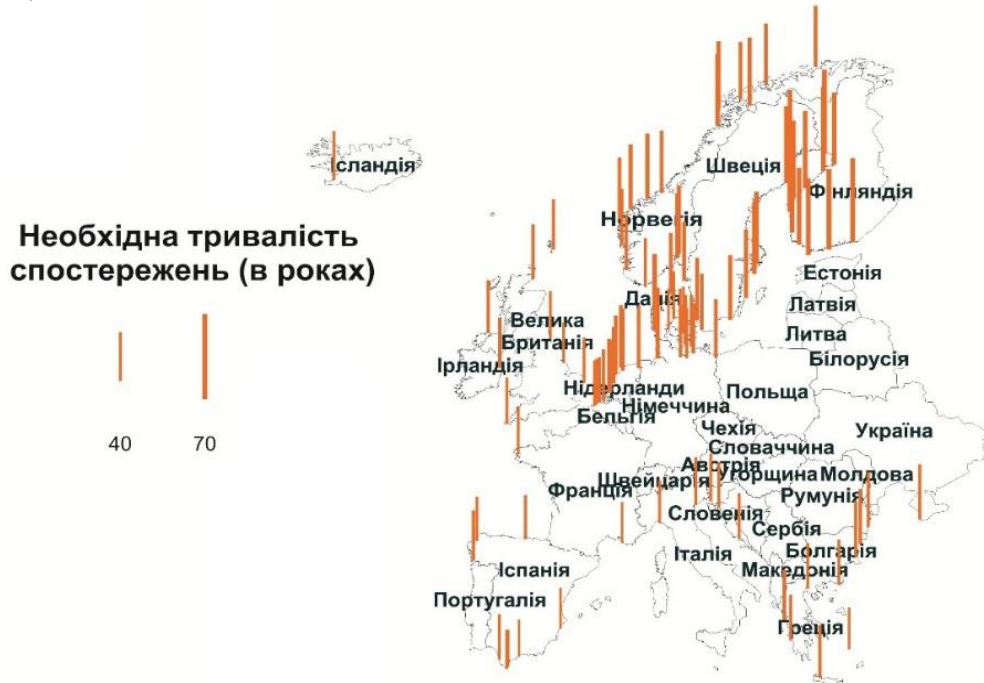 Ісландія
Швеція
Фінляндія
Норвегія
Необхідна тривалість
спостережень (в роках)
Естонія
Данія
Латвія
Велика
Британія
Литва
Білорусія
Ірландія
Нідерланди
Польща
Німеччина
Бельгія
Чехія
Україна
Словаччина
Австрія
Угорщина
Молдова
Швейцарія
Франція
Румунія
Словенія
Сербія
Італія
Болгарія
Македонія
Іспанія
Португалія
Греція
40
70